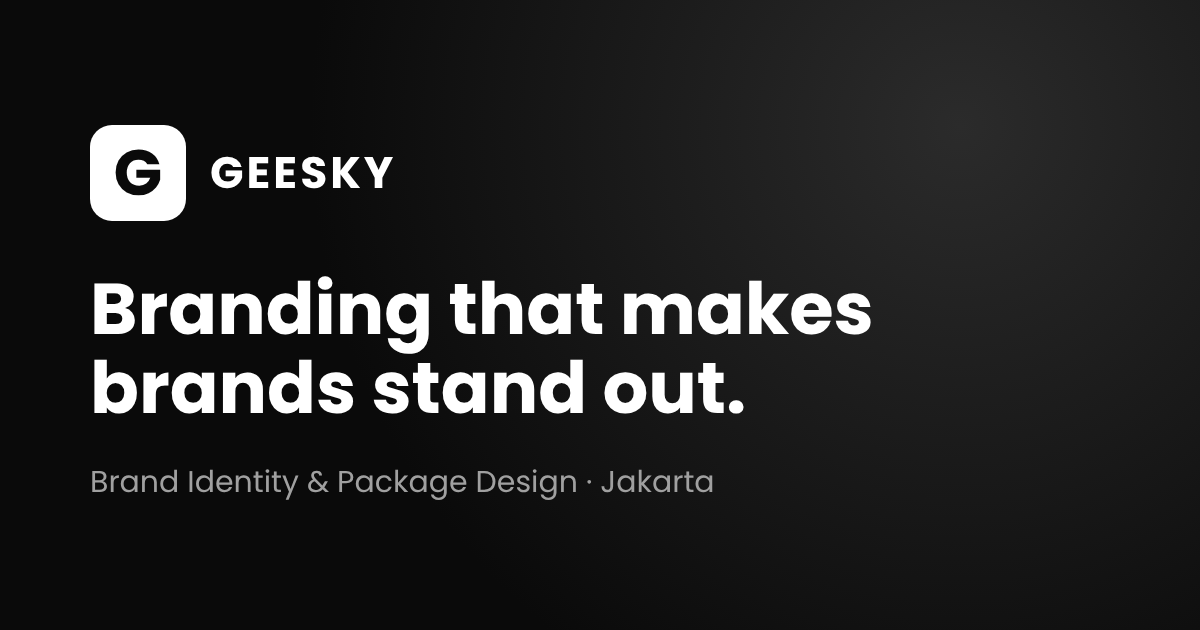 G GEESKY
Branding that makes
brands stand out.
Brand Identity & Package Design · Jakarta